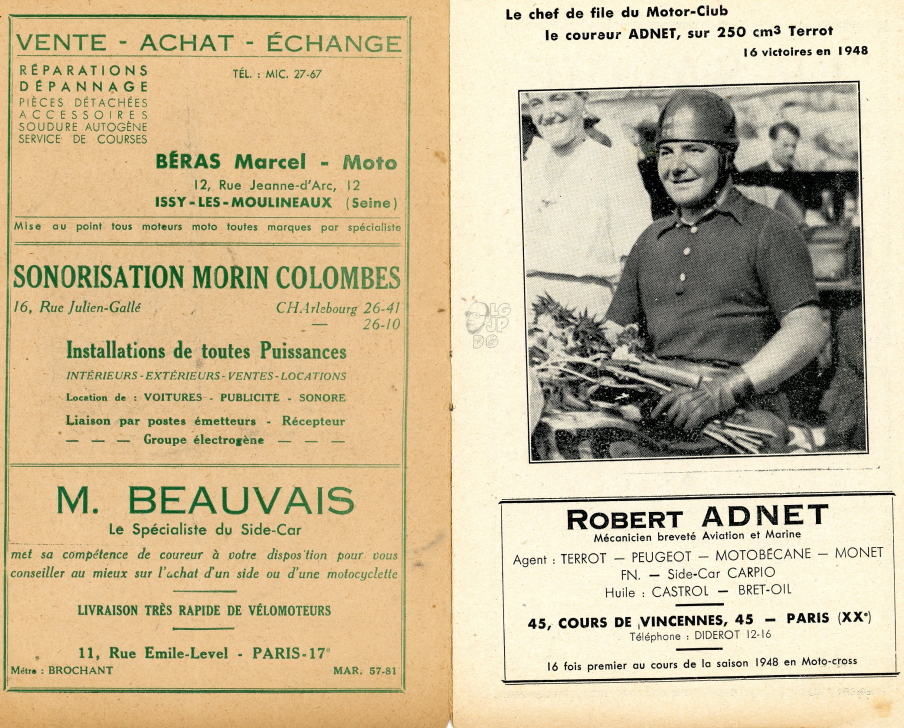 VENTE - ACHAT - ÉCHANGE
RÉPARATIONS
DÉPANNAGE
PIÈCES DÉTACHÉES
ACCESSOIRES
SOUDURE AUTOGÈNE
SERVICE DE COURSES
TÉL. : MIC. 27-67
BÉRAS Marcel - Moto
12, Rue Jeanne-d'Arc, 12
ISSY-LES-MOULINEAUX (Seine)
Mise au point tous moteurs moto toutes marques par spécialiste
SONORISATION MORIN COLOMBES
16, Rue Julien-Gallé CHArlebourg 26-41
— 26-10
Installations de toutes Puissances
INTÉRIEURS - EXTÉRIEURS - VENTES - LOCATIONS
Location de : VOITURES - PUBLICITÉ - SONORE
Liaison par postes émetteurs - Récepteur
— — — Groupe électrogène — — —
M. BEAUVAIS
Le Spécialiste du Side-Car
met sa compétence de coureur à votre disposition pour vous
conseiller au mieux sur l'achat d'un side ou d'une motocyclette
LIVRAISON TRÈS RAPIDE DE VÉLOMOTEURS
11, Rue Emile-Level - PARIS-17°
Métro : BROCHANT MAR. 57-81
Le chef de file du Motor-Club
le coureur ADNET, sur 250 cm3 Terrot
16 victoires en 1948
LG
JP
BG
ROBERT ADNET
Mécanicien breveté Aviation et Marine
Agent : TERROT — PEUGEOT — MOTOBÉCANE — MONET
FN. — Side-Car CARPIO
Huile : CASTROL — BRET-OIL
45, COURS DE VINCENNES, 45 — PARIS (XX°)
Téléphone : DIDEROT 12-16
16 fois premier au cours de la saison 1948 en Moto-cross